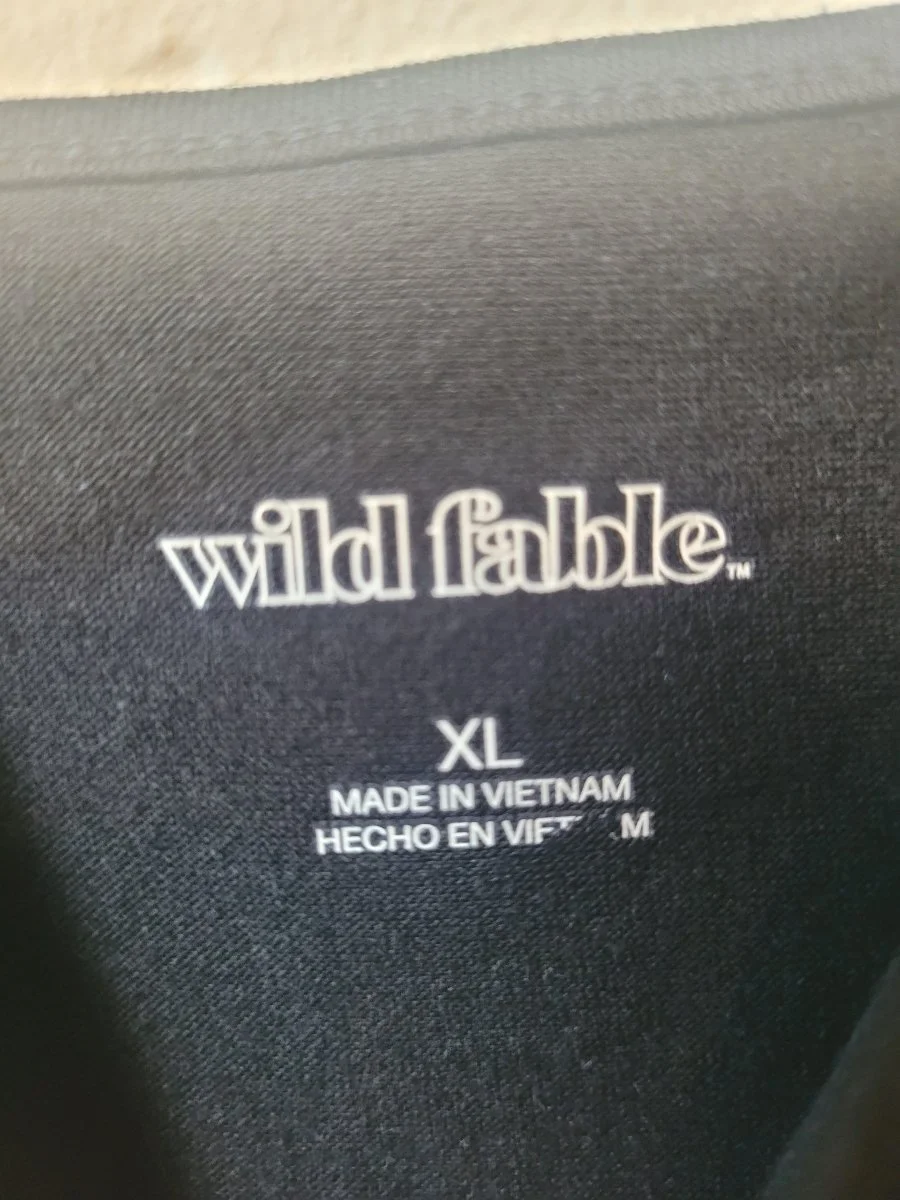 wild fable™
XL
MADE IN VIETNAM
HECHO EN